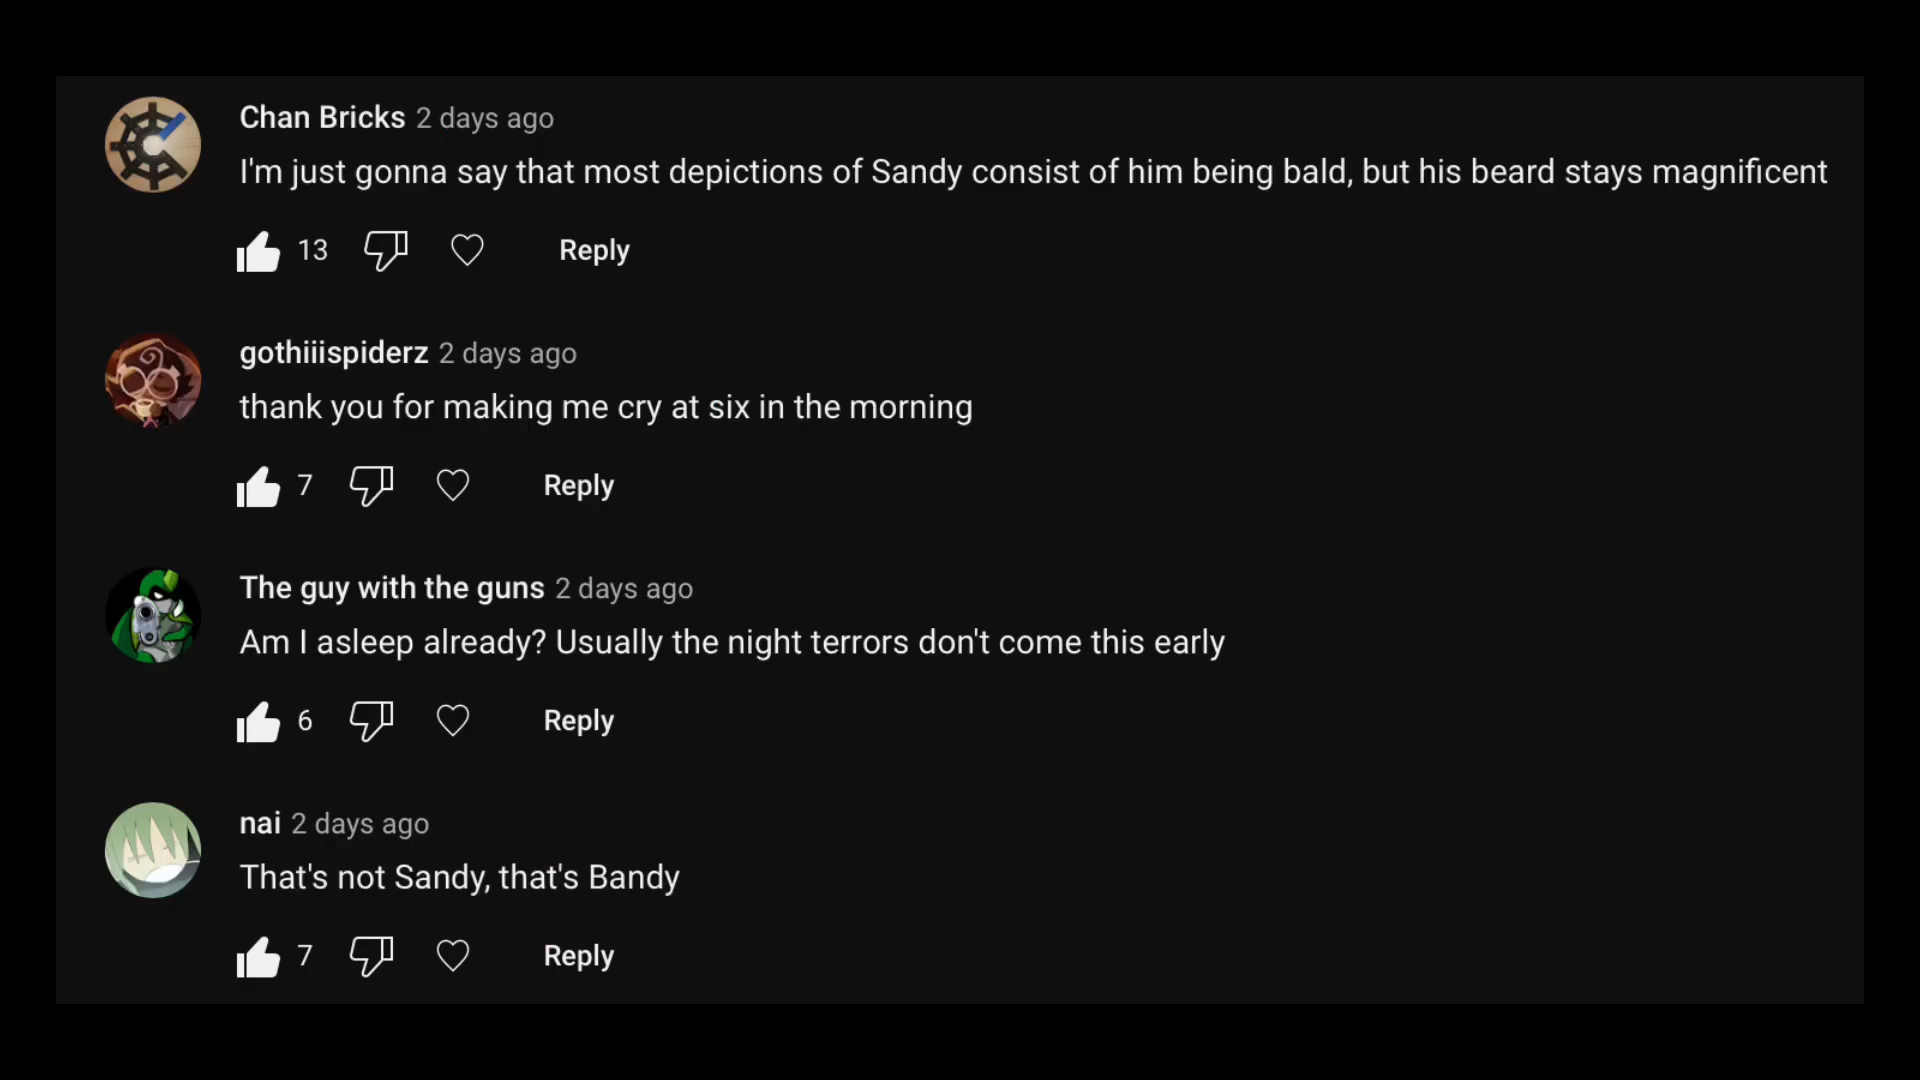 Chan Bricks 2 days ago
I'm just gonna say that most depictions of Sandy consist of him being bald, but his beard stays magnificent
13 Reply
gothiiispiderz 2 days ago
thank you for making me cry at six in the morning
7 Reply
The guy with the guns 2 days ago
Am I asleep already? Usually the night terrors don't come this early
6 Reply
nai 2 days ago
That's not Sandy, that's Bandy
7 Reply